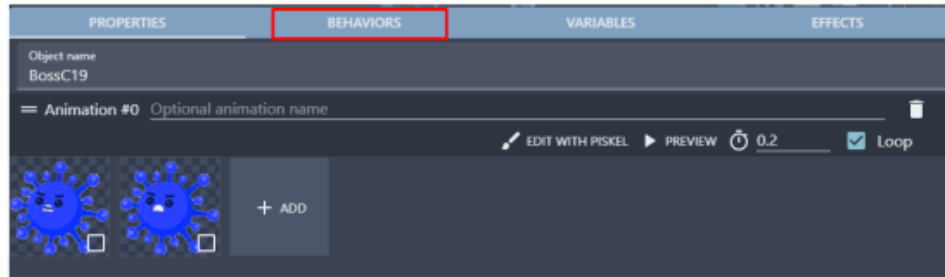 PROPERTIES BEHAVIORS VARIABLES EFFECTS
Object name
BossC19
Animation #0 Optional animation name
EDIT WITH PISKEL PREVIEW 0.2 Loop
+ ADD